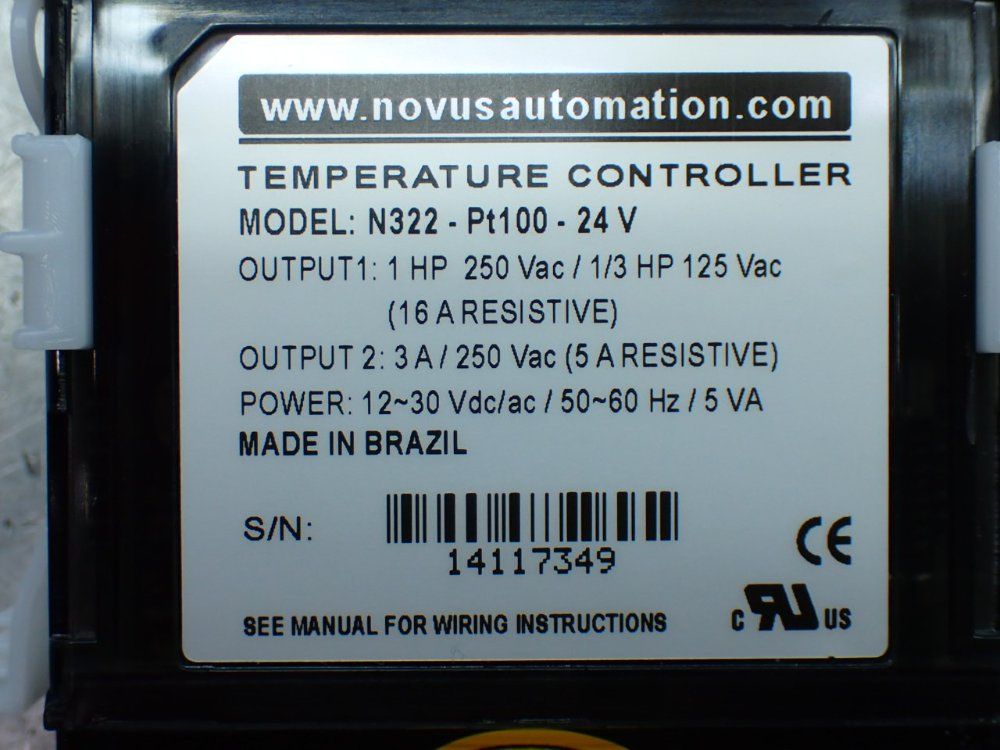 www.novusautomation.com
TEMPERATURE CONTROLLER
MODEL: N322 - Pt100 - 24 V
OUTPUT1: 1 HP 250 Vac / 1/3 HP 125 Vac
(16 A RESISTIVE)
OUTPUT 2: 3 A / 250 Vac (5 A RESISTIVE)
POWER: 12~30 Vdc/ac / 50~60 Hz / 5 VA
MADE IN BRAZIL
S/N:
14117349
CE
SEE MANUAL FOR WIRING INSTRUCTIONS
C RU US